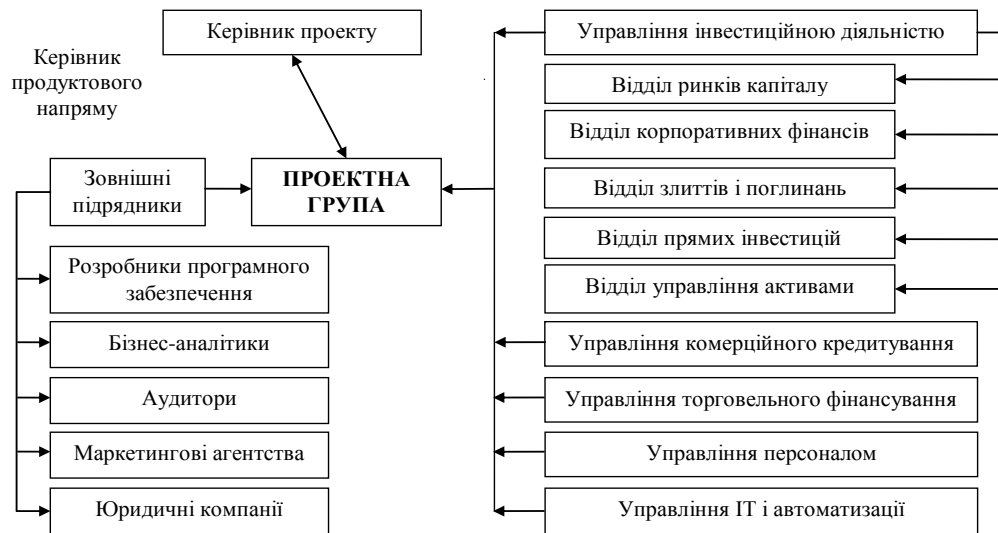 Керівник проекту
Керівник
продуктового
напряму
Зовнішні
підрядники
ПРОЕКТНА
ГРУПА
Розробники програмного
забезпечення
Бізнес-аналітики
Аудитори
Маркетингові агентства
Юридичні компанії
Управління інвестиційною діяльністю
Відділ ринків капіталу
Відділ корпоративних фінансів
Відділ злиттів і поглинань
Відділ прямих інвестицій
Відділ управління активами
Управління комерційного кредитування
Управління торговельного фінансування
Управління персоналом
Управління ІТ і автоматизації